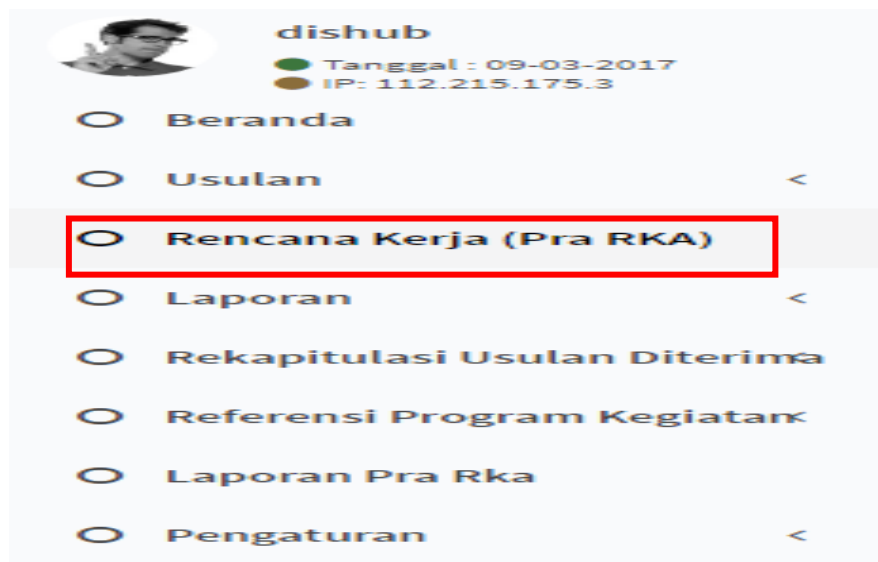 dishub
Tanggal : 09-03-2017
IP: 112.215.175.3
Beranda
Usulan <
Rencana Kerja (Pra RKA)
Laporan <
Rekapitulasi Usulan Diterima <
Referensi Program Kegiatan <
Laporan Pra Rka
Pengaturan <